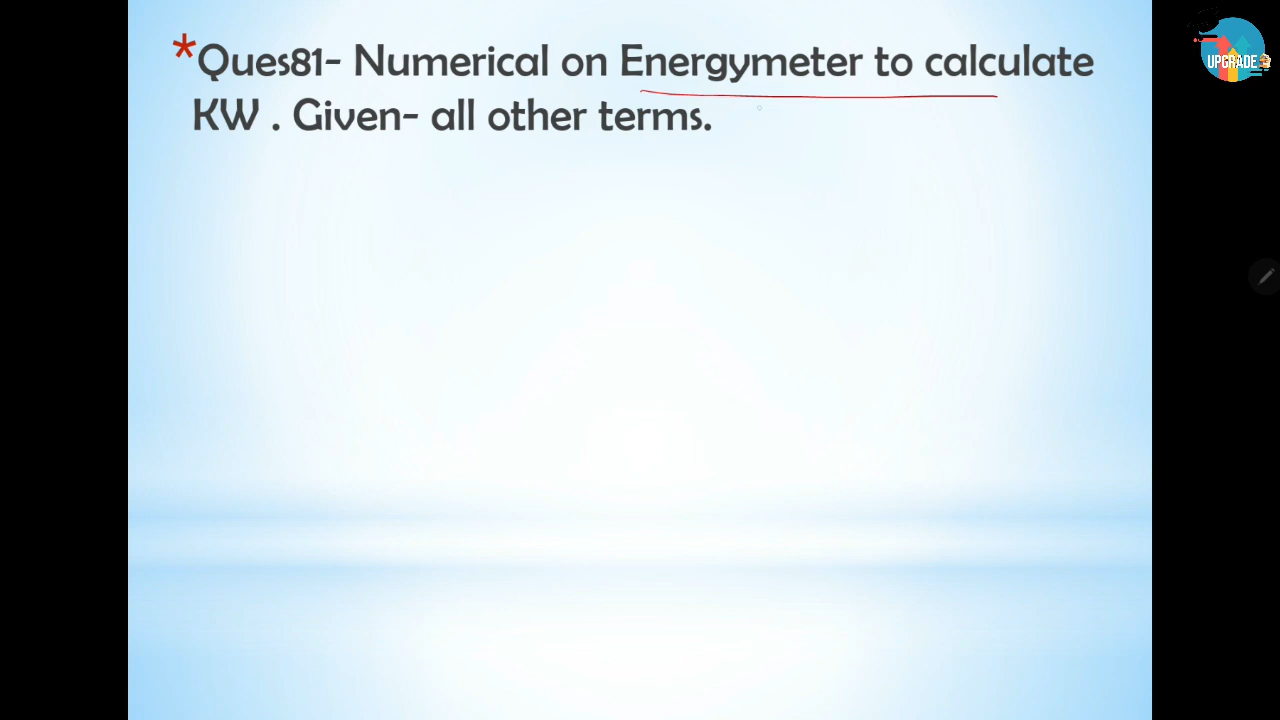 *Ques81- Numerical on Energymeter to calculate
KW . Given- all other terms.
UPGRADE